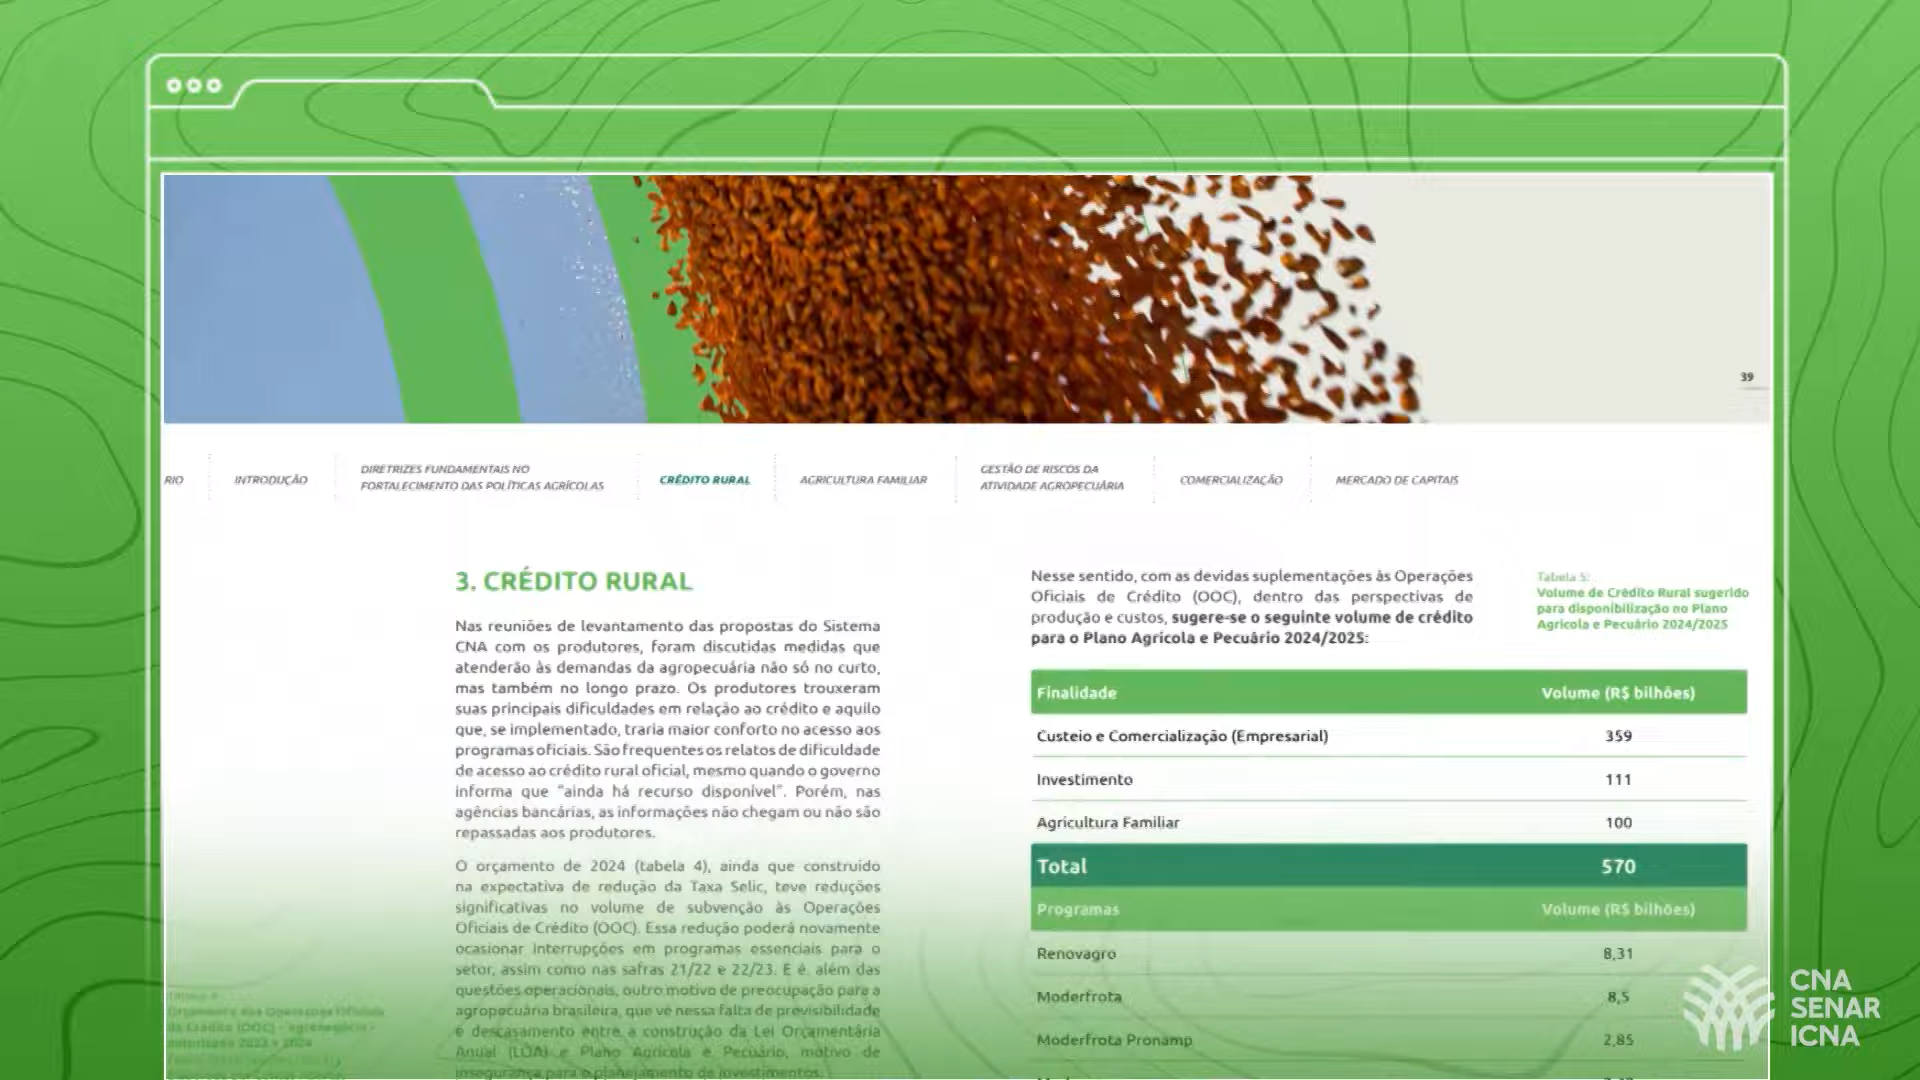 39
RIO
INTRODUÇÃO
DIRETRIZES FUNDAMENTAIS NO
FORTALECIMENTO DAS POLÍTICAS AGRÍCOLAS
CRÉDITO RURAL
AGRICULTURA FAMILIAR
GESTÃO DE RISCOS DA
ATIVIDADE AGROPECUÁRIA
COMERCIALIZAÇÃO
MERCADO DE CAPITAIS
3. CRÉDITO RURAL
Nas reuniões de levantamento das propostas do Sistema
CNA com os produtores, foram discutidas medidas que
atenderão às demandas da agropecuária não só no curto,
mas também no longo prazo. Os produtores trouxeram
suas principais dificuldades em relação ao crédito e aquilo
que, se implementado, traria maior conforto no acesso aos
programas oficiais. São frequentes os relatos de dificuldade
de acesso ao crédito rural oficial, mesmo quando o governo
informa que "ainda há recurso disponível". Porém, nas
agências bancárias, as informações não chegam ou não são
repassadas aos produtores.
O orçamento de 2024 (tabela 4), ainda que construído
na expectativa de redução da Taxa Selic, teve reduções
significativas no volume de subvenção às Operações
Oficiais de Crédito (OOC). Essa redução poderá novamente
ocasionar interrupções em programas essenciais para o
setor, assim como nas safras 21/22 e 22/23. E é, além das
questões operacionais, outro motivo de preocupação para a
agropecuária brasileira, que vê nessa falta de previsibilidade
e descasamento entre a construção da Lei Orçamentária
Anual (LOA) e Plano Agrícola e Pecuário, motivo de
insegurança para o planejamento de investimentos.
Nesse sentido, com as devidas suplementações às Operações
Oficiais de Crédito (OOC), dentro das perspectivas de
produção e custos, sugere-se o seguinte volume de crédito
para o Plano Agrícola e Pecuário 2024/2025:
Tabela 5:
Volume de Crédito Rural sugerido
para disponibilização no Plano
Agrícola e Pecuário 2024/2025
Finalidade Volume (R$ bilhões)
Custeio e Comercialização (Empresarial) 359
Investimento 111
Agricultura Familiar 100
Total 570
Programas Volume (R$ bilhões)
Renovagro 8,31
Moderfrota 8,5
Moderfrota Pronamp 2,85
CNA
SENAR
ICNA